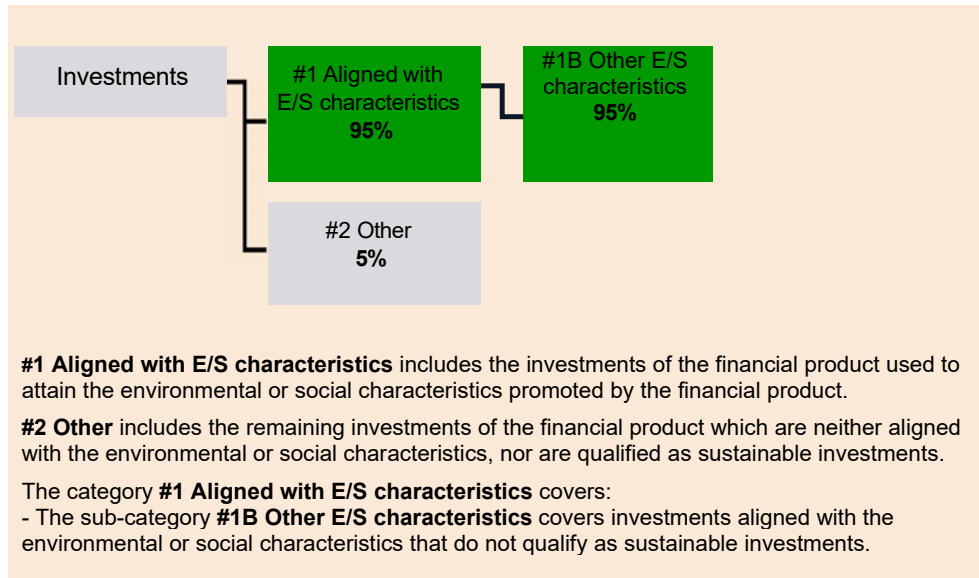 Investments
#1 Aligned with
E/S characteristics
95%
#1B Other E/S
characteristics
95%
#2 Other
5%
#1 Aligned with E/S characteristics includes the investments of the financial product used to
attain the environmental or social characteristics promoted by the financial product.
#2 Other includes the remaining investments of the financial product which are neither aligned
with the environmental or social characteristics, nor are qualified as sustainable investments.
The category #1 Aligned with E/S characteristics covers:
- The sub-category #1B Other E/S characteristics covers investments aligned with the
environmental or social characteristics that do not qualify as sustainable investments.